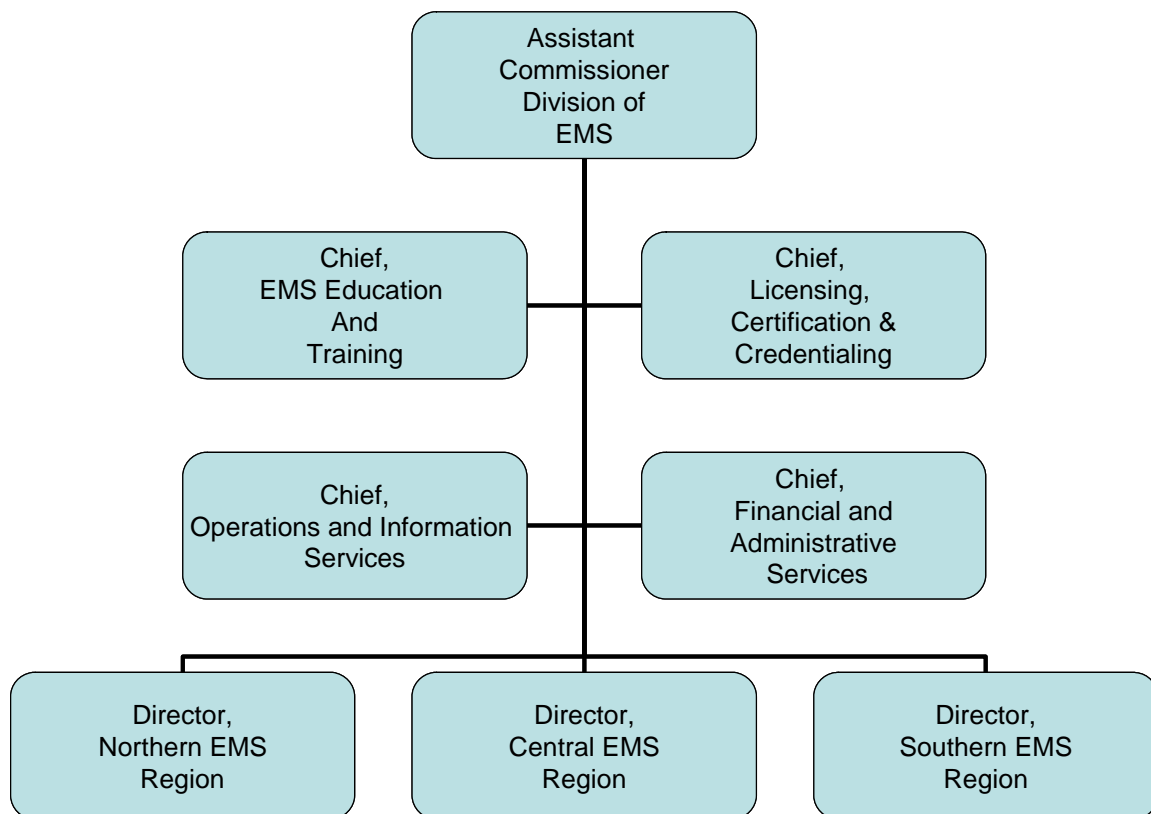 Assistant
Commissioner
Division of
EMS
Chief,
EMS Education
And
Training
Chief,
Licensing,
Certification &
Credentialing
Chief,
Operations and Information
Services
Chief,
Financial and
Administrative
Services
Director,
Northern EMS
Region
Director,
Central EMS
Region
Director,
Southern EMS
Region